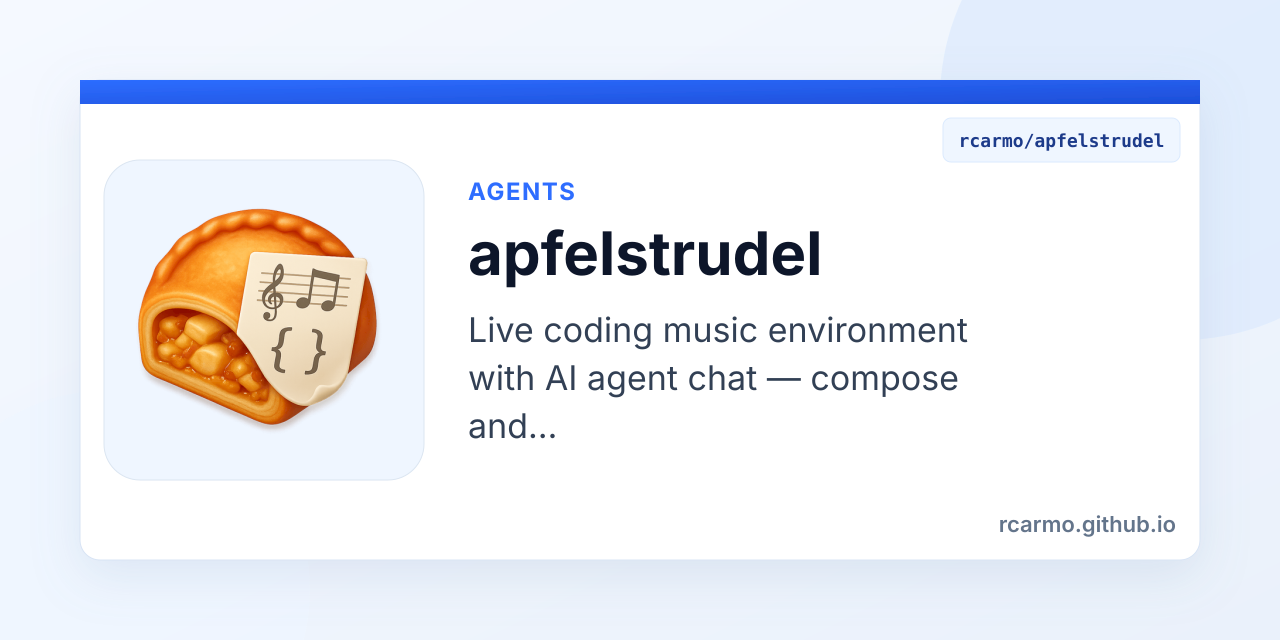 rcarmo/apfelstrudel
AGENTS
apfelstrudel
Live coding music environment
with AI agent chat — compose
and...
{ }
rcarmo.github.io